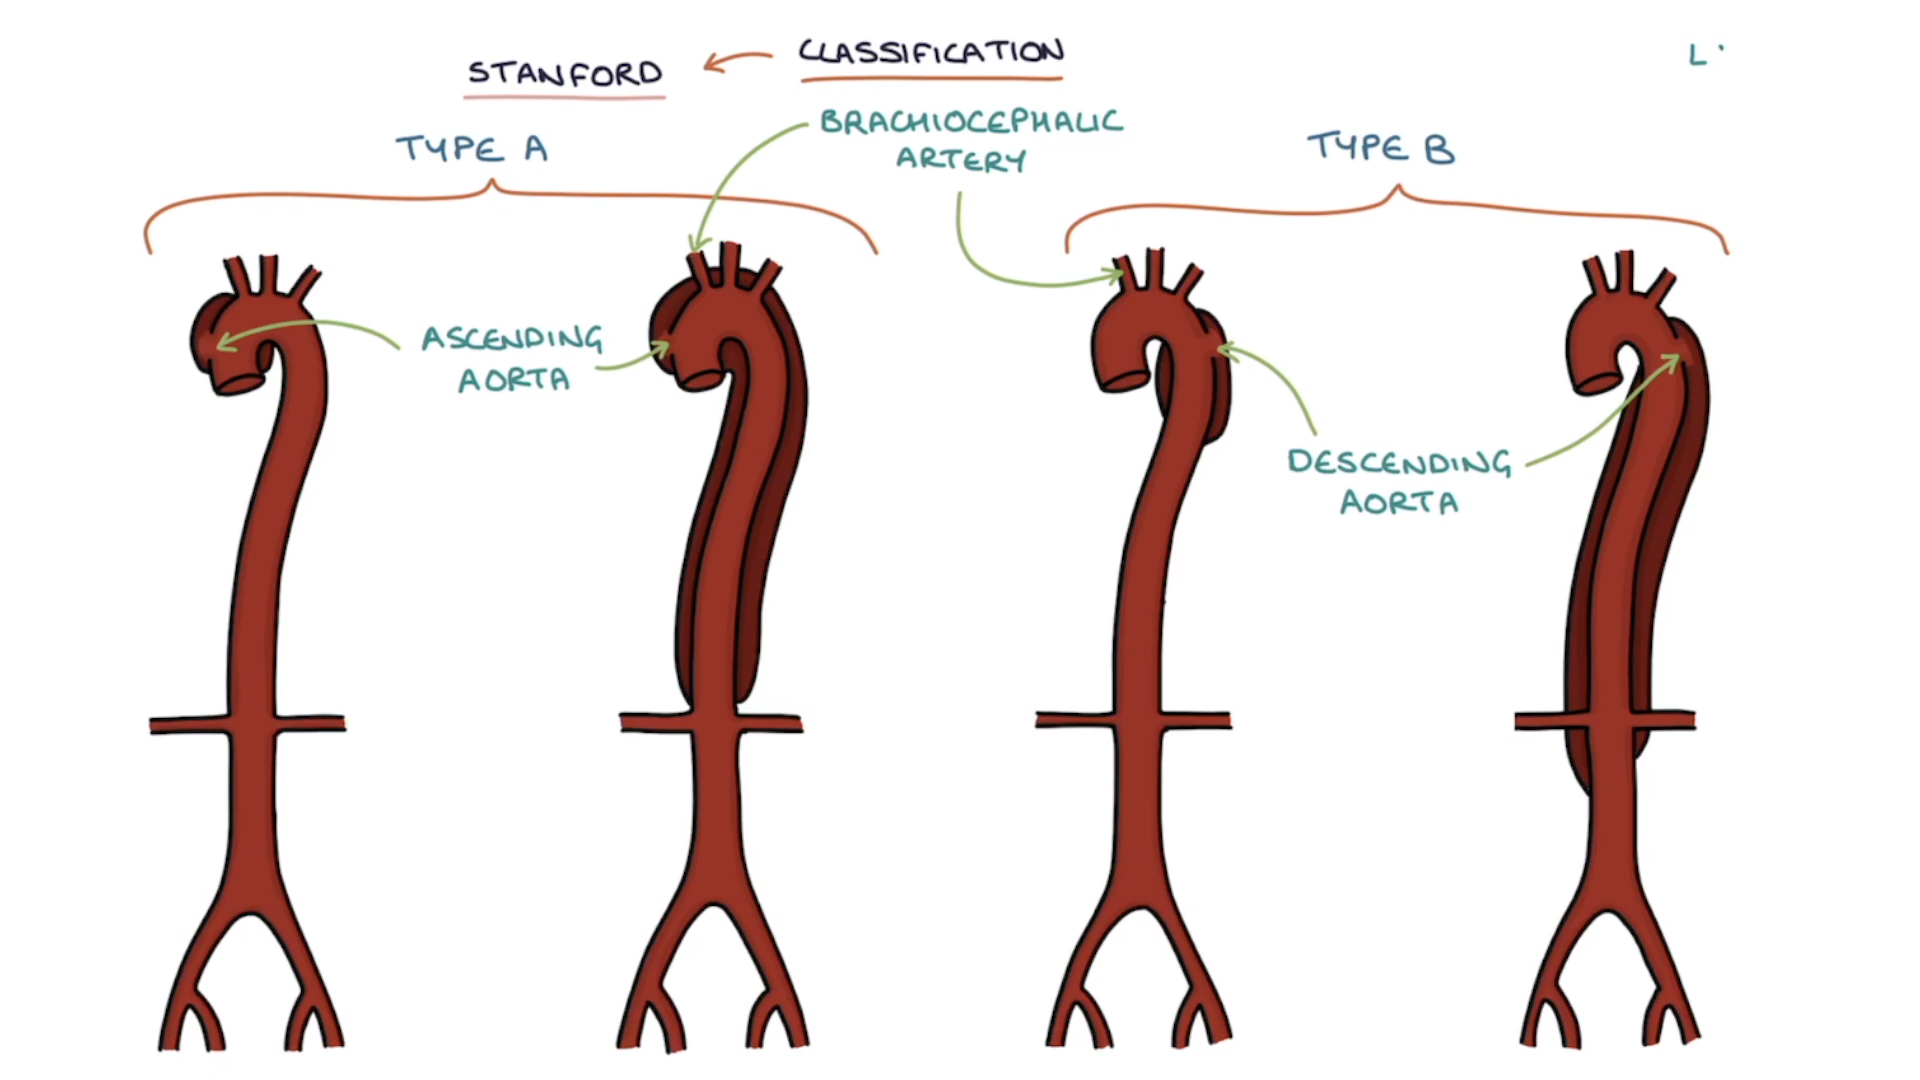 CLASSIFICATION
STANFORD
BRACHIOCEPHALIC
ARTERY
TYPE A
TYPE B
ASCENDING
AORTA
DESCENDING
AORTA
L